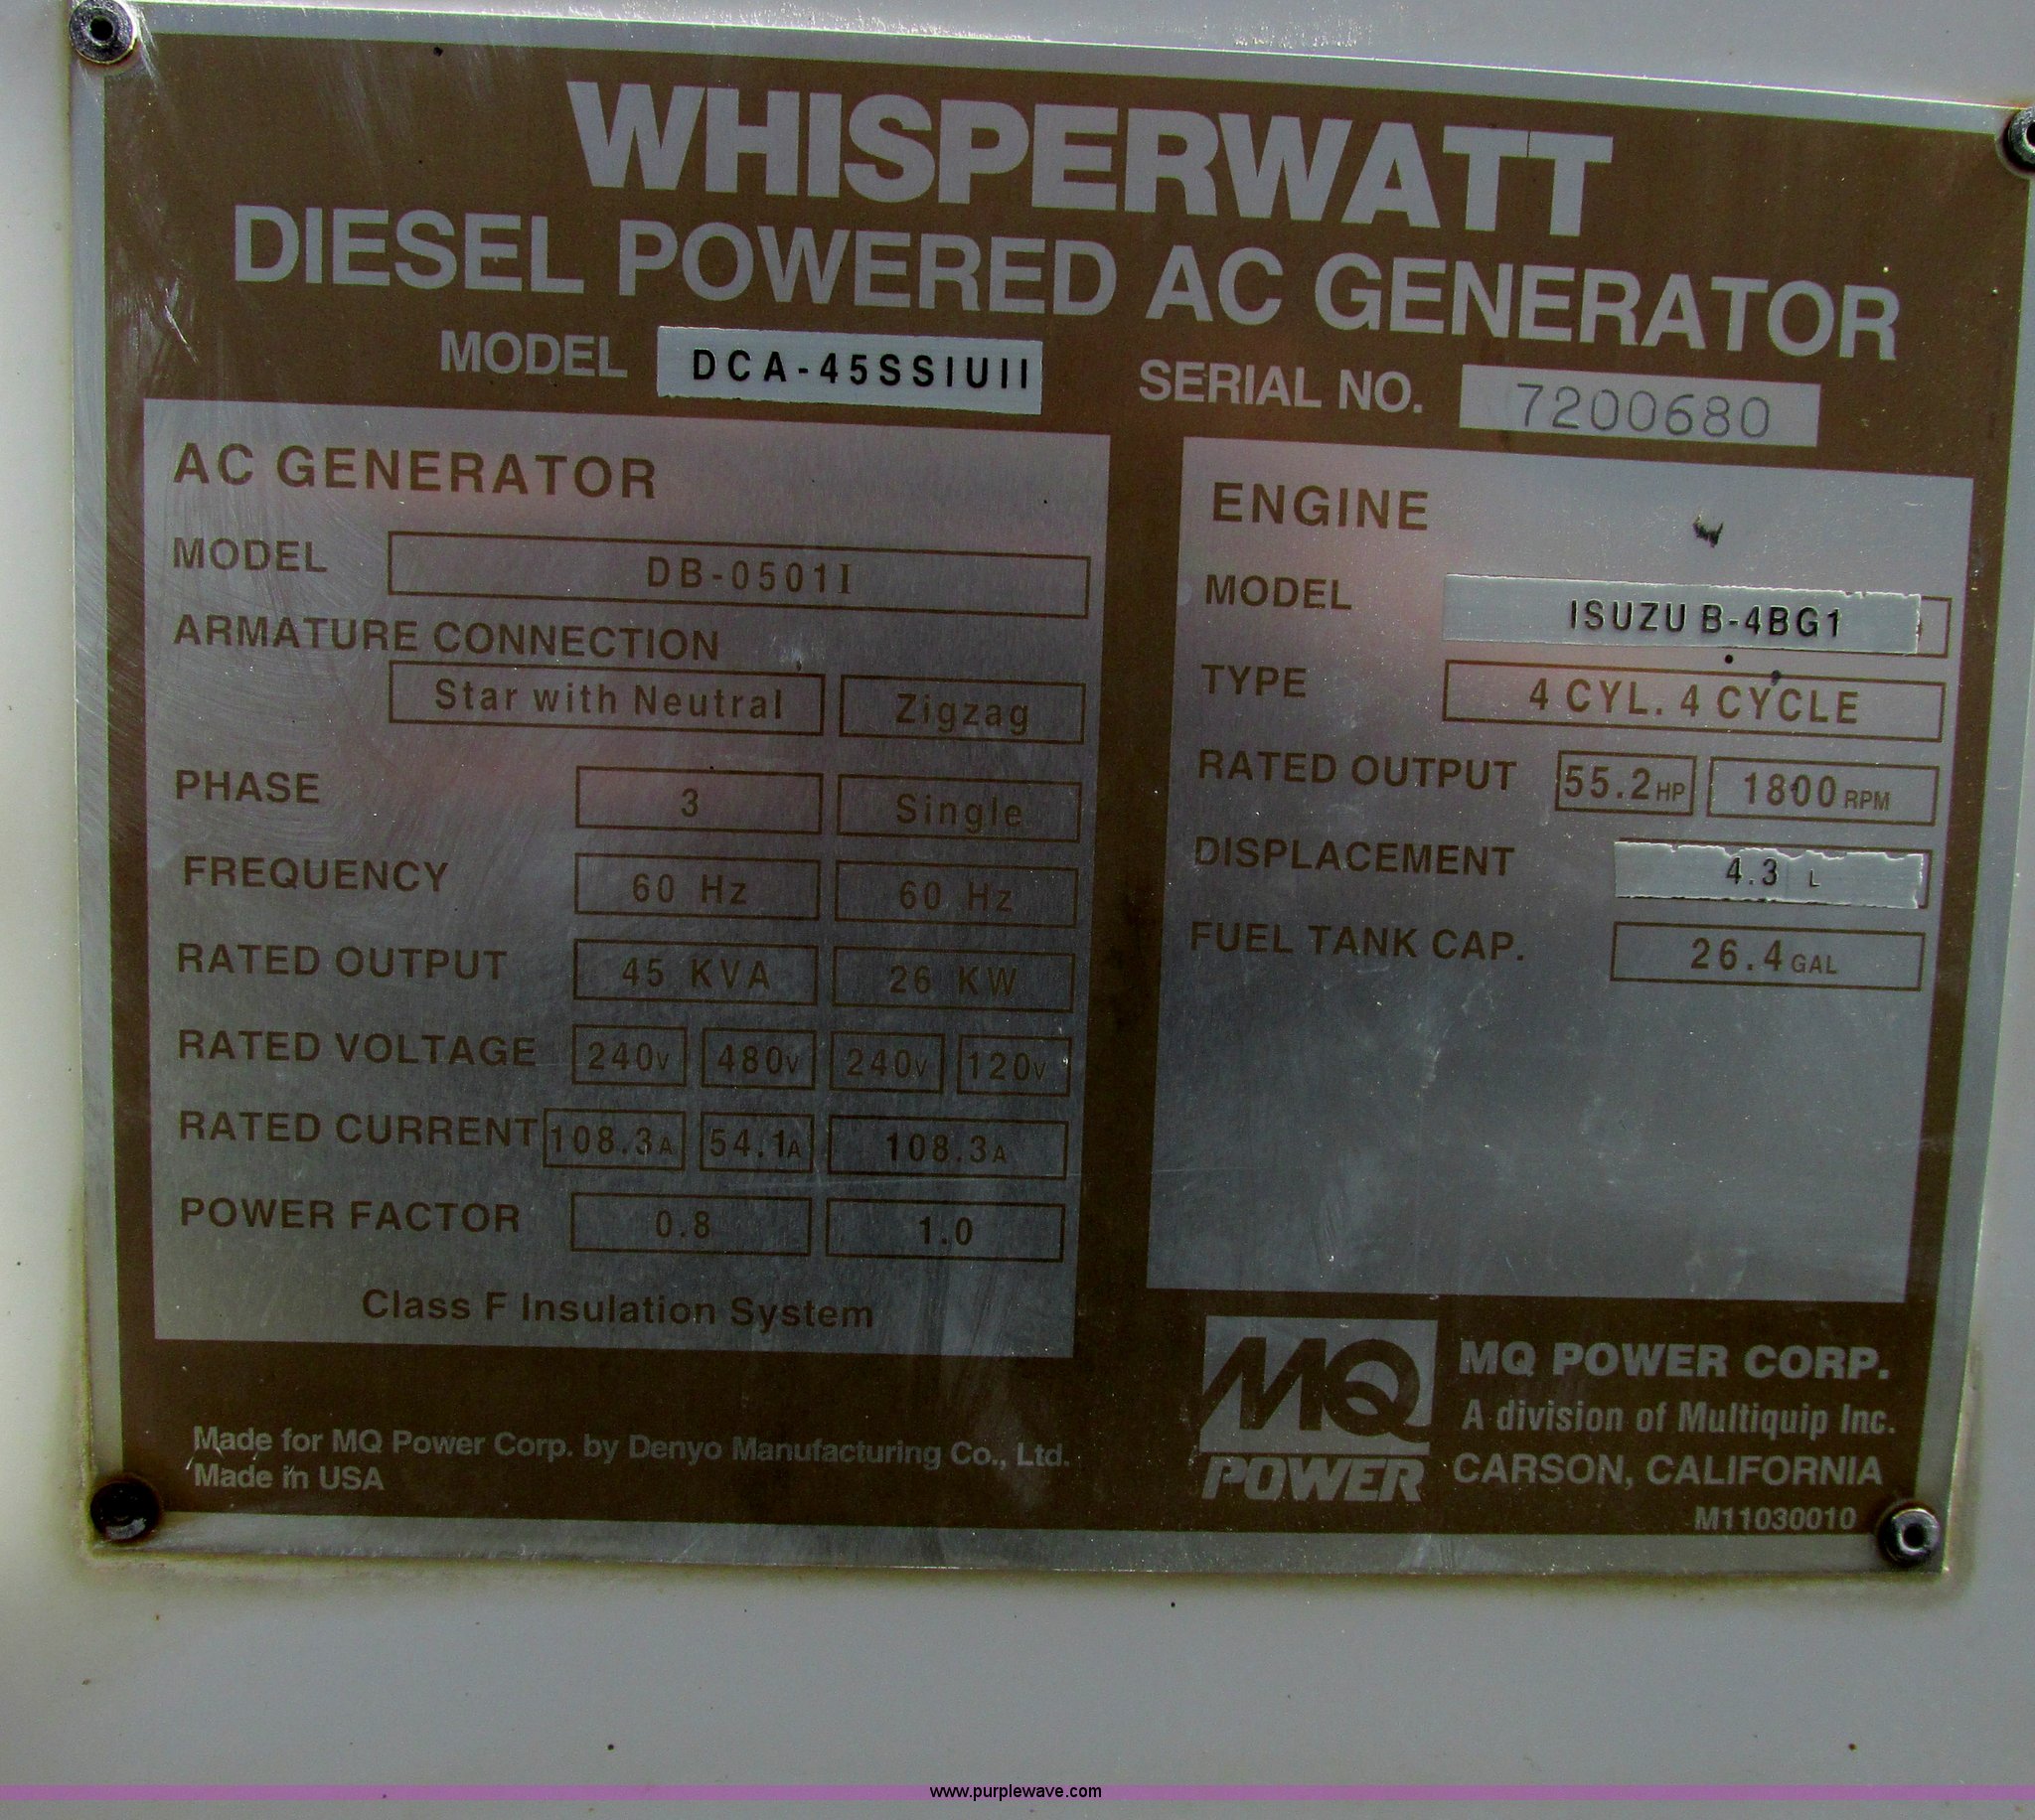 WHISPERWATT
DIESEL POWERED AC GENERATOR
MODEL DCA-45SSIUII SERIAL NO. 7200680
AC GENERATOR
MODEL DB-0501I
ARMATURE CONNECTION
Star with Neutral Zigzag
PHASE 3 Single
FREQUENCY 60 Hz 60 Hz
RATED OUTPUT 45 KVA 26 KW
RATED VOLTAGE 240V 480V 240V 120V
RATED CURRENT 108.3A 54.1A 108.3A
POWER FACTOR 0.8 1.0
Class F Insulation System
ENGINE
MODEL ISUZU B-4BG1
TYPE 4 CYL. 4 CYCLE
RATED OUTPUT 55.2HP 1800RPM
DISPLACEMENT 4.3 L
FUEL TANK CAP. 26.4GAL
Made for MQ Power Corp. by Denyo Manufacturing Co., Ltd.
Made in USA
MQ
POWER
MQ POWER CORP.
A division of Multiquip Inc.
CARSON, CALIFORNIA
M11030010
www.purplewave.com